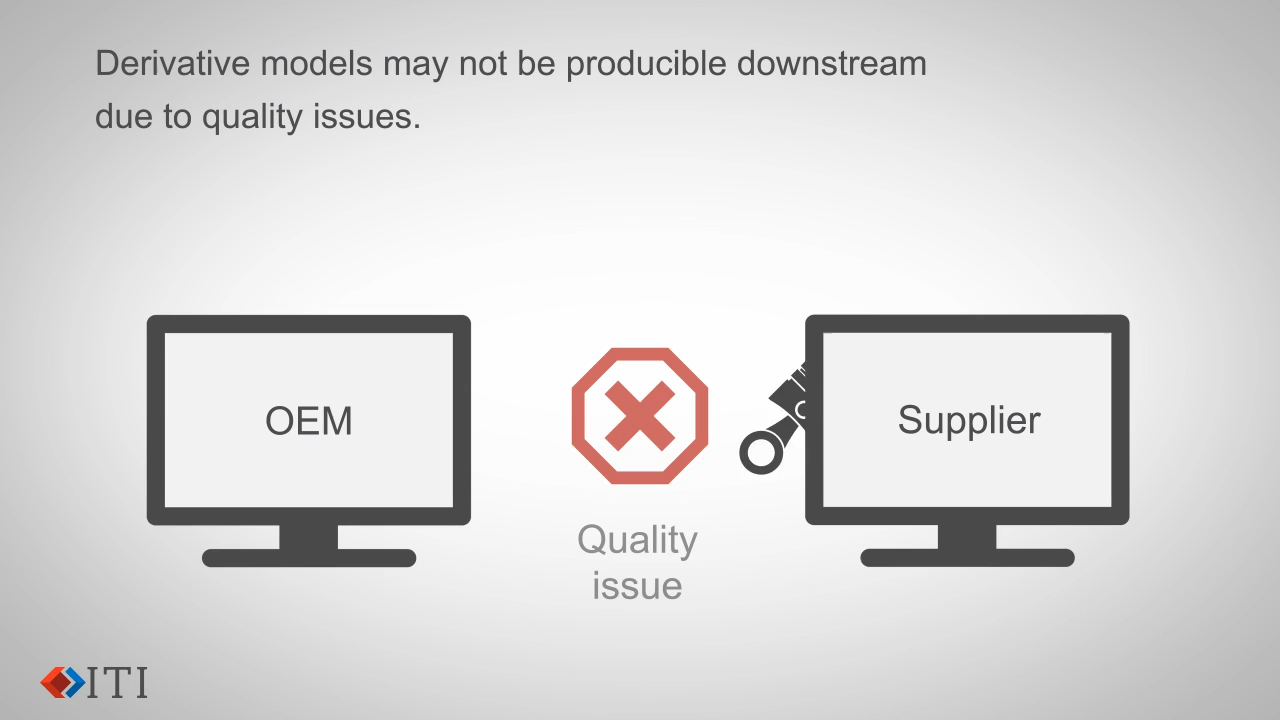 Derivative models may not be producible downstream
due to quality issues.
OEM
Supplier
Quality
issue
ITI